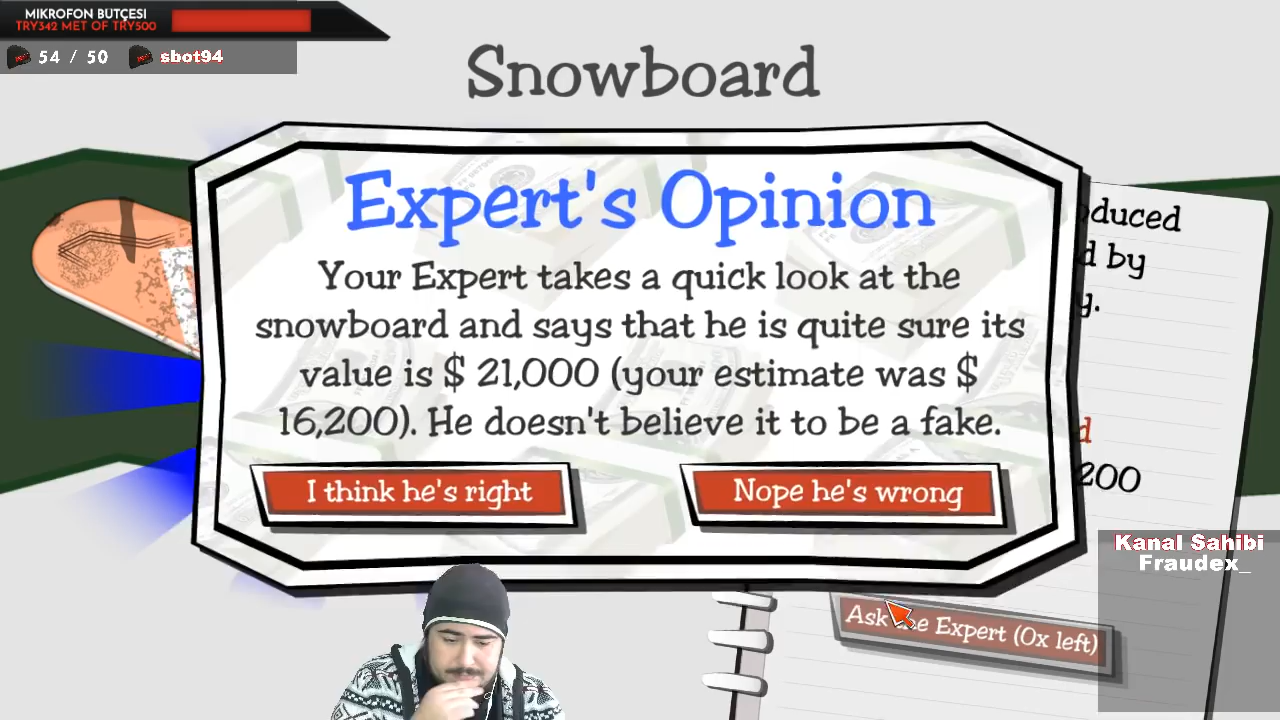 MIKROFON BUTÇESI
TRY342 MET OF TRY500
54 / 50 sbot94
Snowboard
Expert's Opinion
Your Expert takes a quick look at the
snowboard and says that he is quite sure its
value is $ 21,000 (your estimate was $
16,200). He doesn't believe it to be a fake.
I think he's right
Nope he's wrong
oduced
d by
y.
d
200
Kanal Sahibi
Fraudex_
Ask the Expert (0x left)